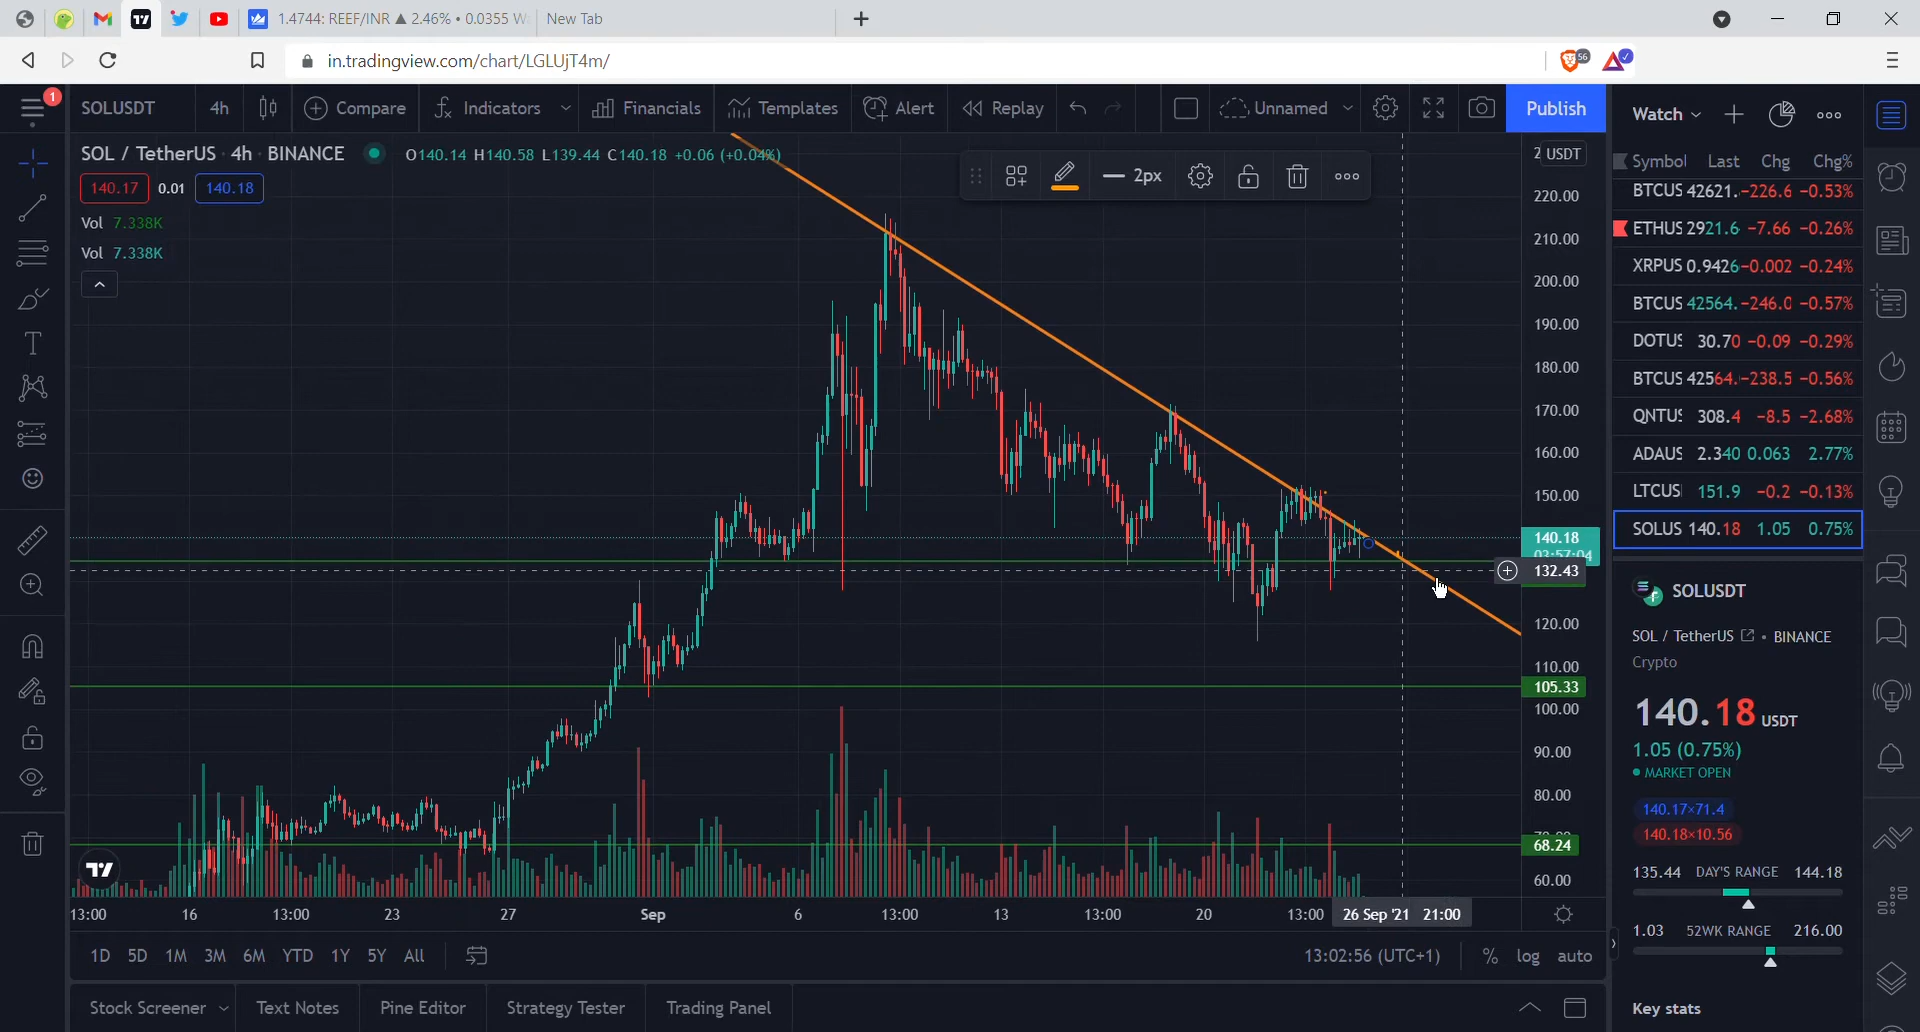 1.4744: REEF/INR ▲ 2.46% • 0.0355 W
New Tab
in.tradingview.com/chart/LGLUjT4m/
56
1
SOLUSDT 4h Compare Indicators Financials Templates Alert Replay Unnamed Publish
SOL / TetherUS · 4h · BINANCE O140.14 H140.58 L139.44 C140.18 +0.06 (+0.04%)
140.17 0.01 140.18
Vol 7.338K
Vol 7.338K
2px
USDT
220.00
210.00
200.00
190.00
180.00
170.00
160.00
150.00
140.18
03:57:04
132.43
120.00
110.00
105.33
100.00
90.00
80.00
68.24
60.00
13:00 16 13:00 23 27 Sep 6 13:00 13 13:00 20 13:00 26 Sep '21 21:00
1D 5D 1M 3M 6M YTD 1Y 5Y All
13:02:56 (UTC+1) % log auto
Stock Screener Text Notes Pine Editor Strategy Tester Trading Panel
Watch
Symbol Last Chg Chg%
BTCUS 42621. -226.6 -0.53%
ETHUS 2921.6 -7.66 -0.26%
XRPUS 0.9426 -0.002 -0.24%
BTCUS 42564. -246.0 -0.57%
DOTUS 30.70 -0.09 -0.29%
BTCUS 42564. -238.5 -0.56%
QNTUS 308.4 -8.5 -2.68%
ADAUS 2.340 0.063 2.77%
LTCUS 151.9 -0.2 -0.13%
SOLUS 140.18 1.05 0.75%
SOLUSDT
SOL / TetherUS • BINANCE
Crypto
140.18 USDT
1.05 (0.75%)
• MARKET OPEN
140.17×71.4
140.18×10.56
135.44 DAY'S RANGE 144.18
1.03 52WK RANGE 216.00
Key stats